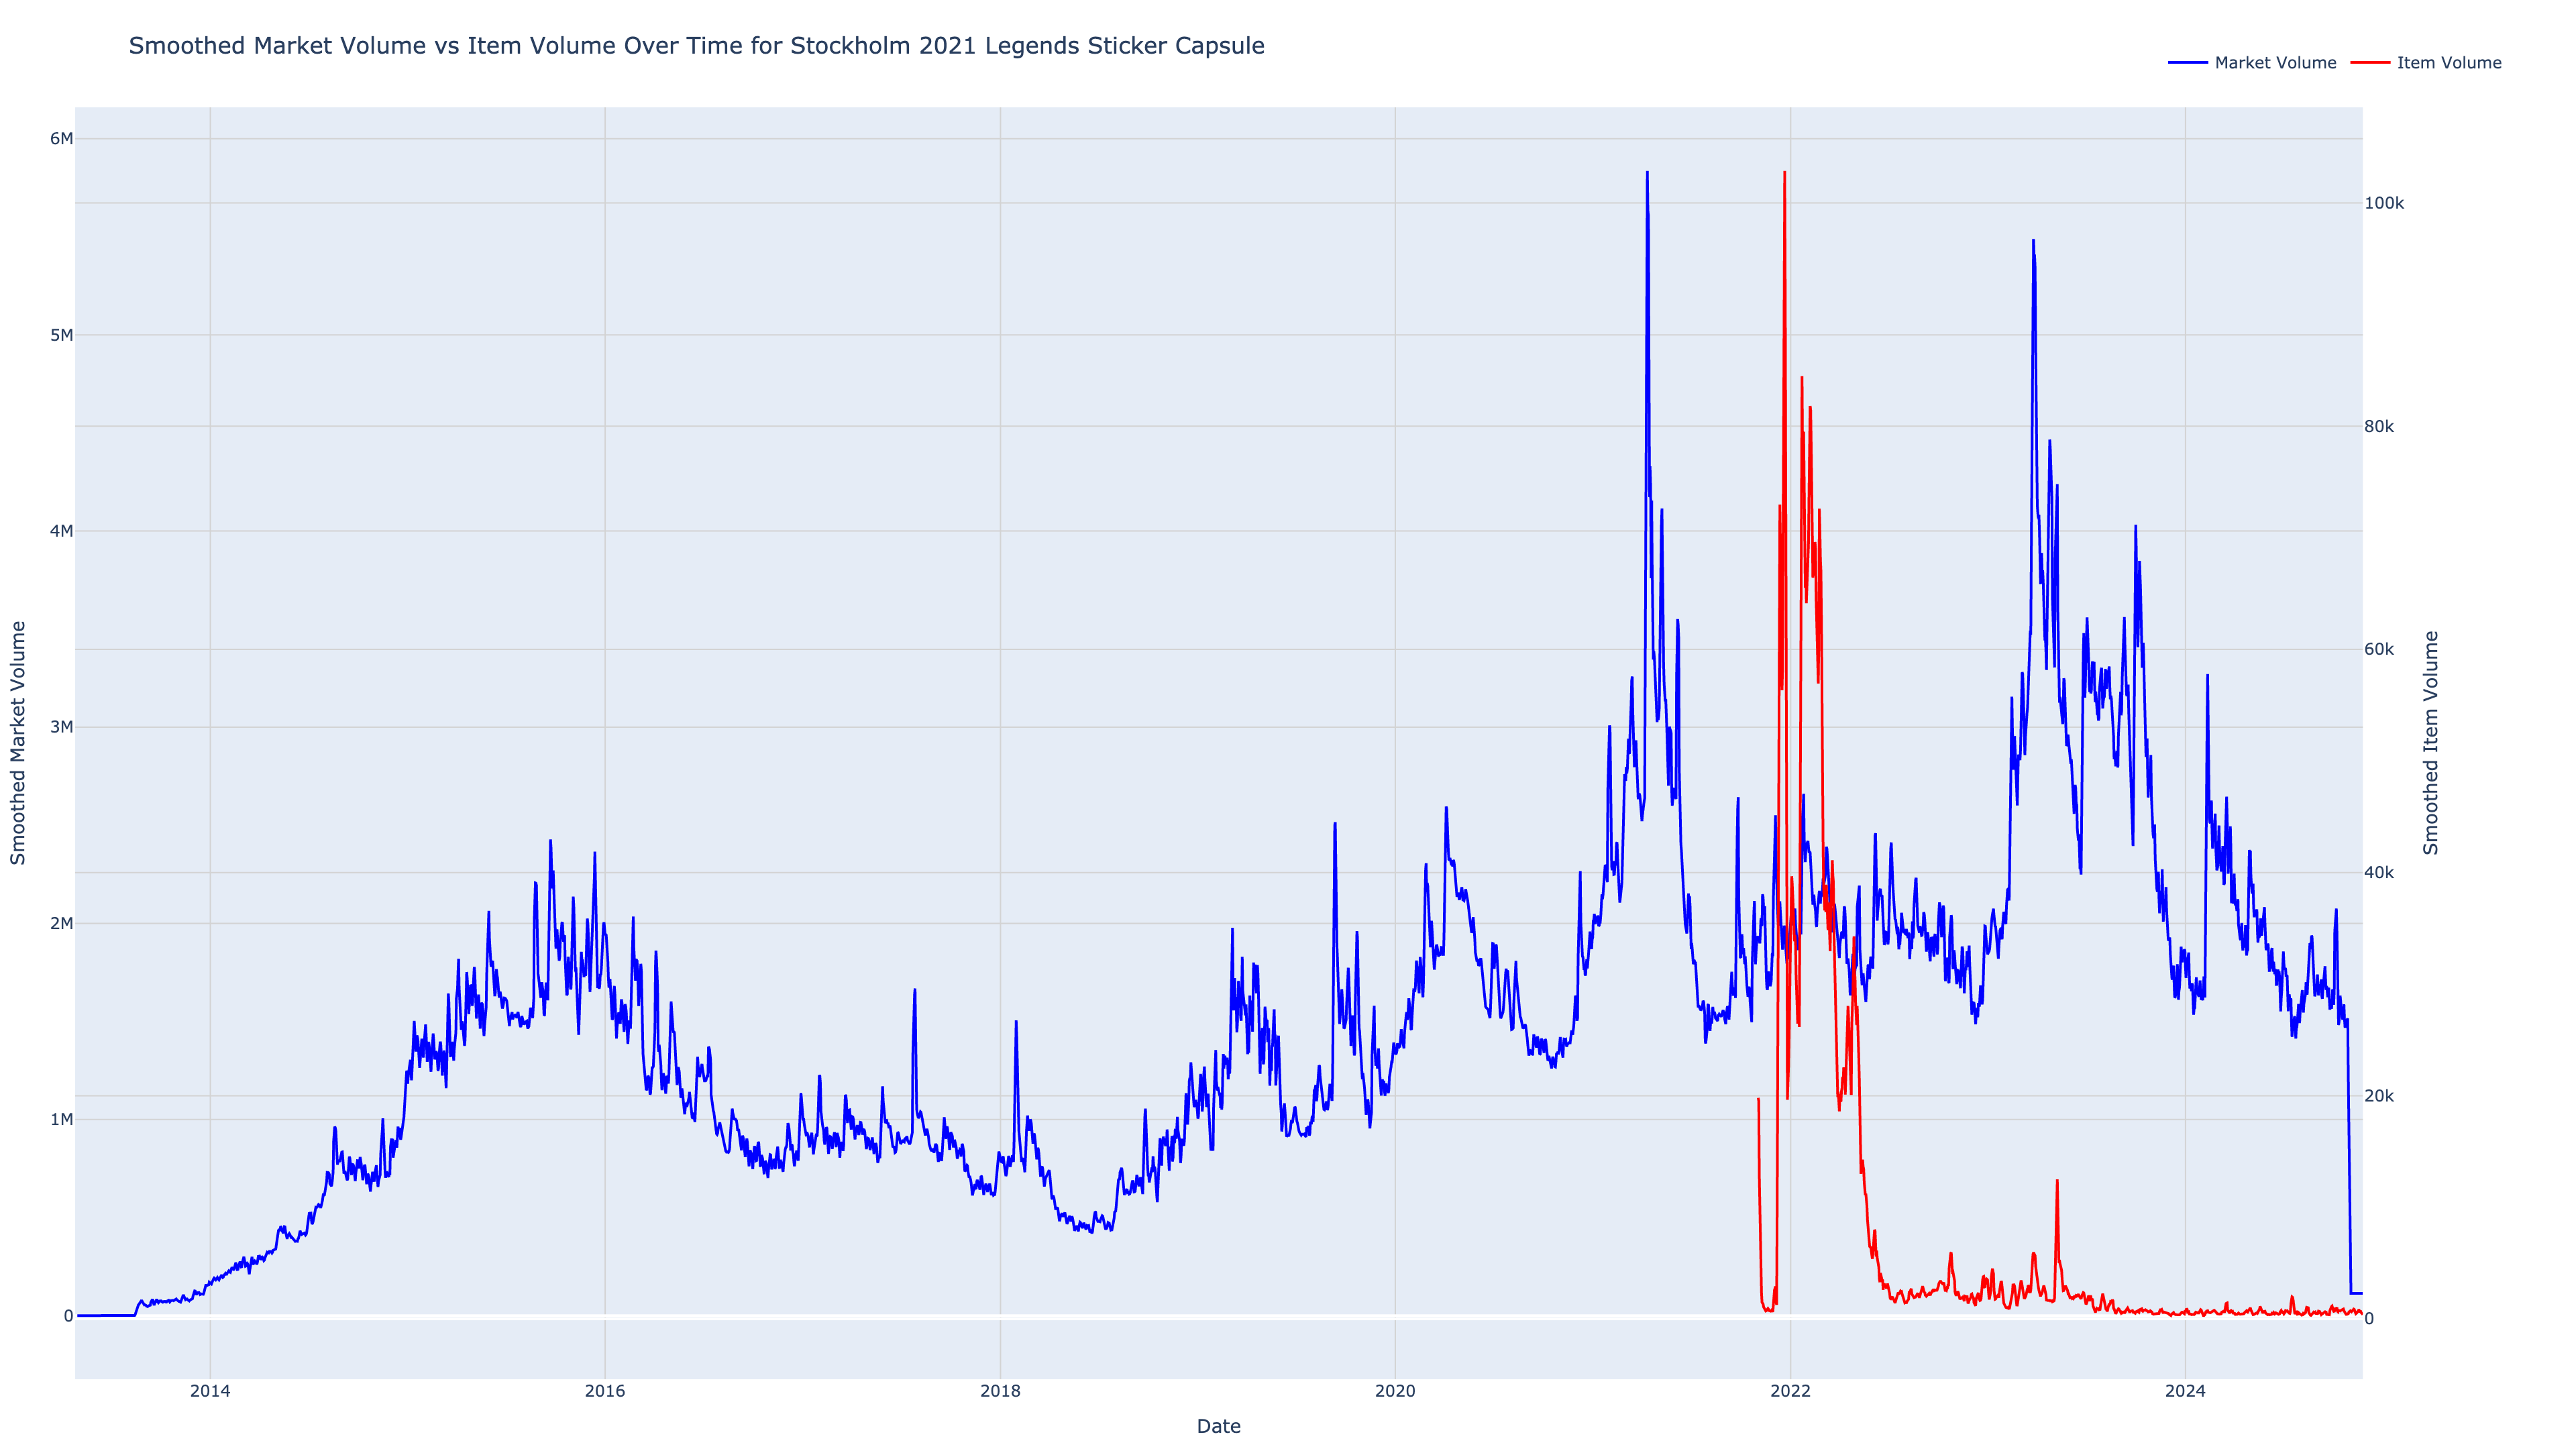 Smoothed Market Volume vs Item Volume Over Time for Stockholm 2021 Legends Sticker Capsule
Market Volume
Item Volume
6M
5M
4M
3M
2M
1M
0
Smoothed Market Volume
100k
80k
60k
40k
20k
0
Smoothed Item Volume
2014
2016
2018
2020
2022
2024
Date